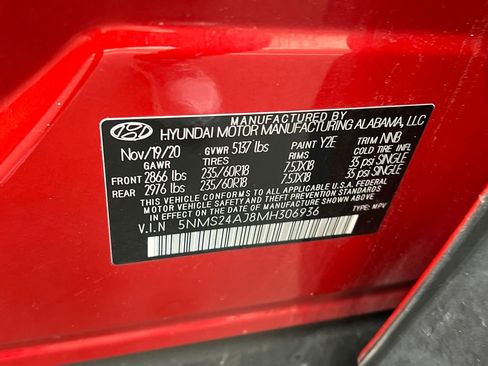 MANUFACTURED BY
HYUNDAI MOTOR MANUFACTURING ALABAMA, LLC
Nov/19/20 GVWR 5137 lbs PAINT Y2E TRIM NNB
GAWR TIRES RIMS COLD TIRE INFL
FRONT 2866 lbs 235/60R18 7.5JX18 35 psi SINGLE
REAR 2976 lbs 235/60R18 7.5JX18 35 psi SINGLE
THIS VEHICLE CONFORMS TO ALL APPLICABLE U.S.A. FEDERAL
MOTOR VEHICLE SAFETY AND THEFT PREVENTION STANDARDS
IN EFFECT ON THE DATE OF MANUFACTURE SHOWN ABOVE.
V.I.N 5NMS24AJ8MH306936 TYPE: MPV